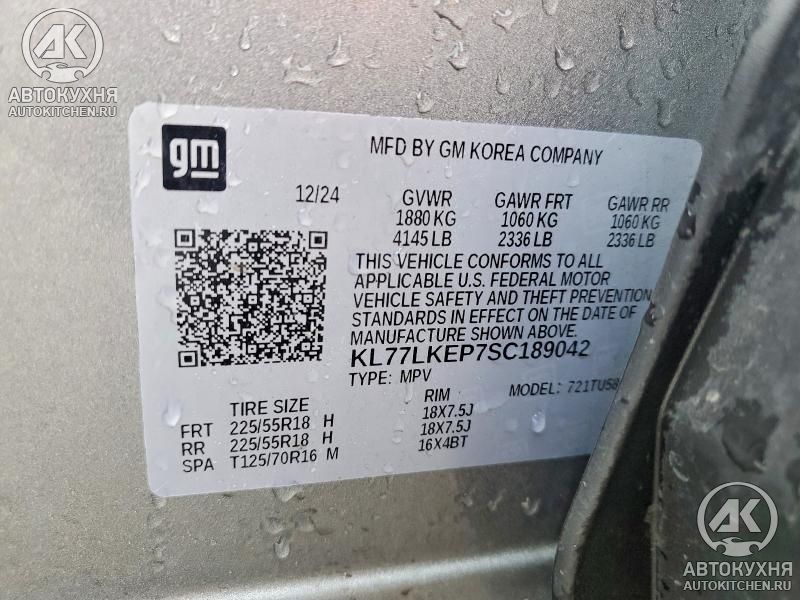 АК
АВТОКУХНЯ
AUTOKITCHEN.RU
gm
MFD BY GM KOREA COMPANY
12/24
GVWR GAWR FRT GAWR RR
1880 KG 1060 KG 1060 KG
4145 LB 2336 LB 2336 LB
THIS VEHICLE CONFORMS TO ALL
APPLICABLE U.S. FEDERAL MOTOR
VEHICLE SAFETY AND THEFT PREVENTION
STANDARDS IN EFFECT ON THE DATE OF
MANUFACTURE SHOWN ABOVE.
KL77LKEP7SC189042
TYPE: MPV MODEL: 721TU58
TIRE SIZE RIM
FRT 225/55R18 H 18X7.5J
RR 225/55R18 H 18X7.5J
SPA T125/70R16 M 16X4BT
АК
АВТОКУХНЯ
AUTOKITCHEN.RU